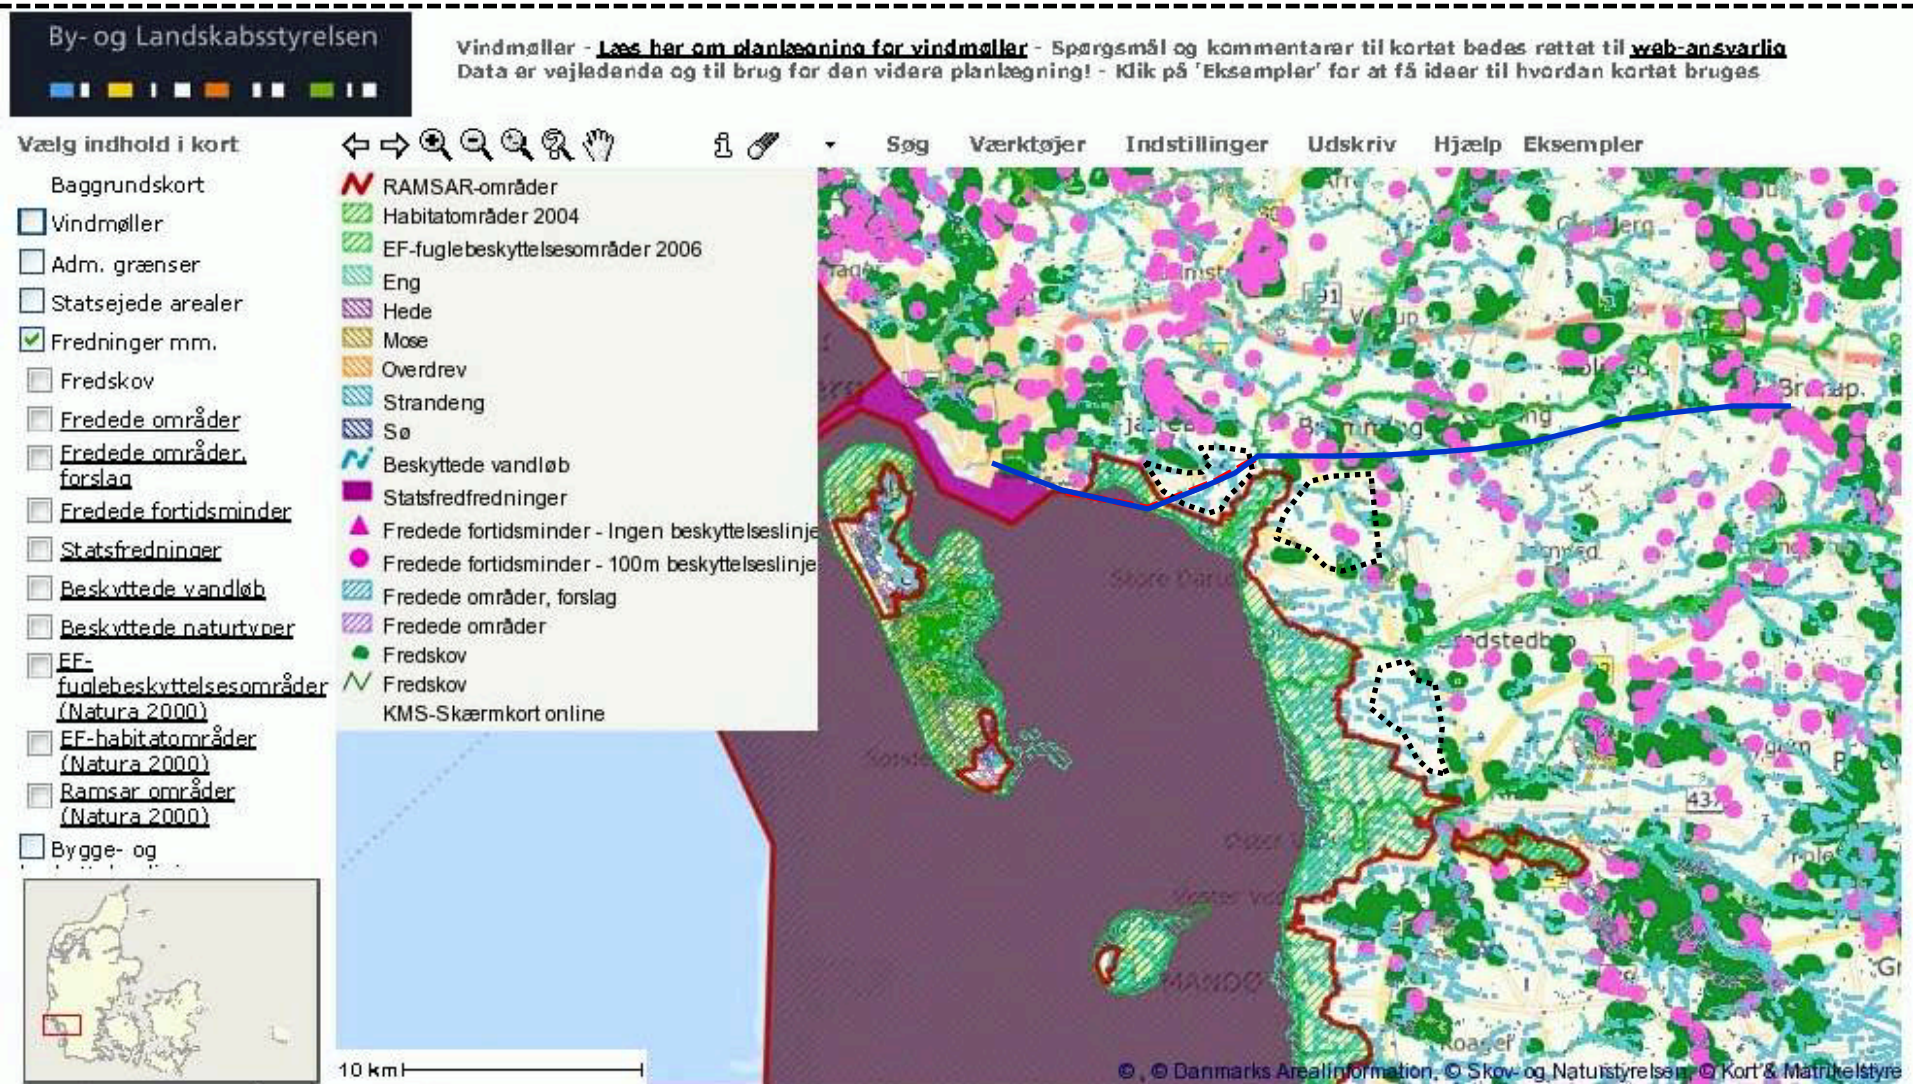 By- og Landskabsstyrelsen
Vindmøller - Læs her om planlægning for vindmøller - Spørgsmål og kommentarer til kortet bedes rettet til web-ansvarlig
Data er vejledende og til brug for den videre planlægning! - Klik på 'Eksempler' for at få ideer til hvordan kortet bruges
Vælg indhold i kort
Søg Værktøjer Indstillinger Udskriv Hjælp Eksempler
Baggrundskort
Vindmøller
Adm. grænser
Statsejede arealer
Fredninger mm.
Fredskov
Fredede områder
Fredede områder,
forslag
Fredede fortidsminder
Statsfredninger
Beskyttede vandløb
Beskyttede naturtyper
EF-
fuglebeskyttelsesområder
(Natura 2000)
EF-habitatområder
(Natura 2000)
Ramsar områder
(Natura 2000)
Bygge- og
RAMSAR-områder
Habitatområder 2004
EF-fuglebeskyttelsesområder 2006
Eng
Hede
Mose
Overdrev
Strandeng
Sø
Beskyttede vandløb
Statsfredfredninger
Fredede fortidsminder - Ingen beskyttelseslinje
Fredede fortidsminder - 100m beskyttelseslinje
Fredede områder, forslag
Fredede områder
Fredskov
Fredskov
KMS-Skærmkort online
191
Store Daru
437
MANDØ
10 km
© , © Danmarks Arealinformation, © Skov- og Naturstyrelsen, © Kort & Matrikelstyre